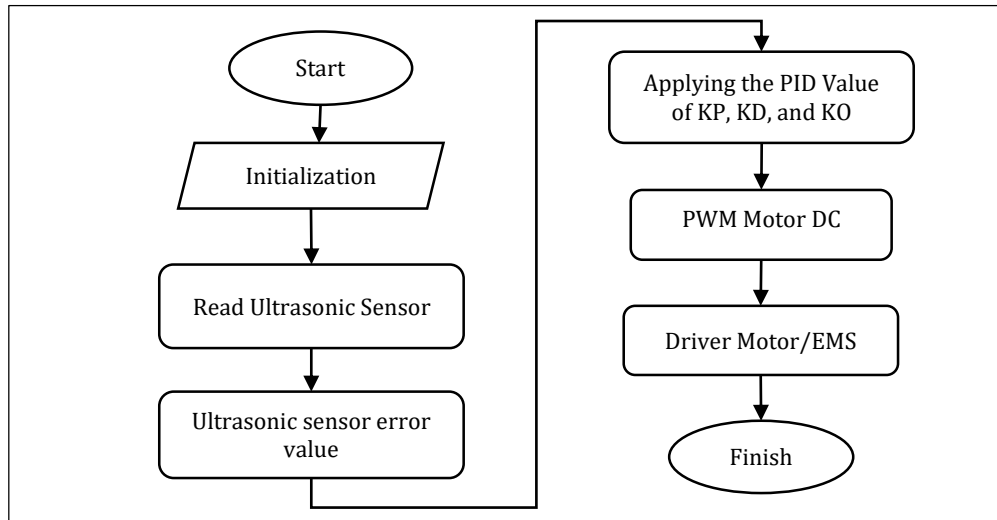 Start
Initialization
Read Ultrasonic Sensor
Ultrasonic sensor error
value
Applying the PID Value
of KP, KD, and KO
PWM Motor DC
Driver Motor/EMS
Finish